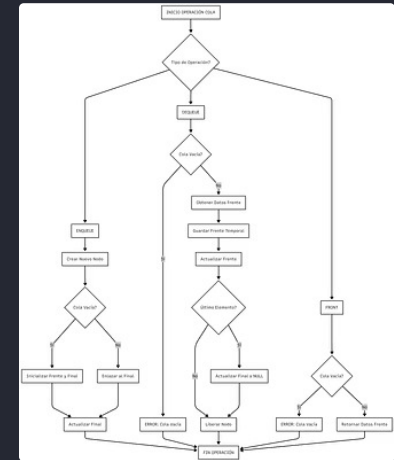 INICIO OPERACIÓN COLA
Tipo de Operación?
DEQUEUE
Cola Vacía?
No
Obtener Datos Frente
ENQUEUE
Guardar Frente Temporal
Crear Nuevo Nodo
Actualizar Frente
Cola Vacía?
Último Elemento?
FRONT
Sí
No
No
Sí
Cola Vacía?
Inicializar Frente y Final
Enlazar al Final
Actualizar Final a NULL
Sí
No
Actualizar Final
ERROR: Cola Vacía
Liberar Nodo
ERROR: Cola Vacía
Retornar Datos Frente
FIN OPERACIÓN